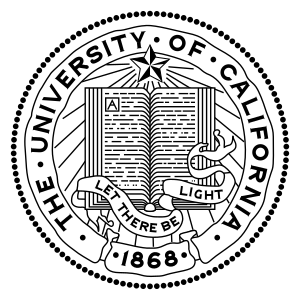 THE · UNIVERSITY · OF · CALIFORNIA
A
LET THERE BE LIGHT
· 1868 ·